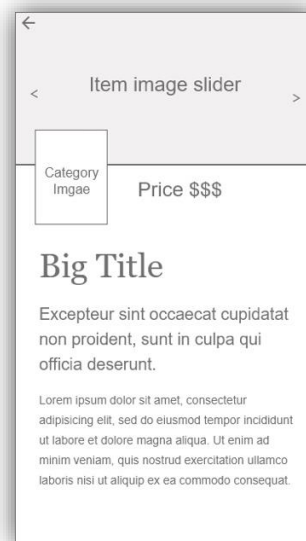 Item image slider
< >
Category
Imgae
Price $$$
Big Title
Excepteur sint occaecat cupidatat
non proident, sunt in culpa qui
officia deserunt.
Lorem ipsum dolor sit amet, consectetur
adipisicing elit, sed do eiusmod tempor incididunt
ut labore et dolore magna aliqua. Ut enim ad
minim veniam, quis nostrud exercitation ullamco
laboris nisi ut aliquip ex ea commodo consequat.